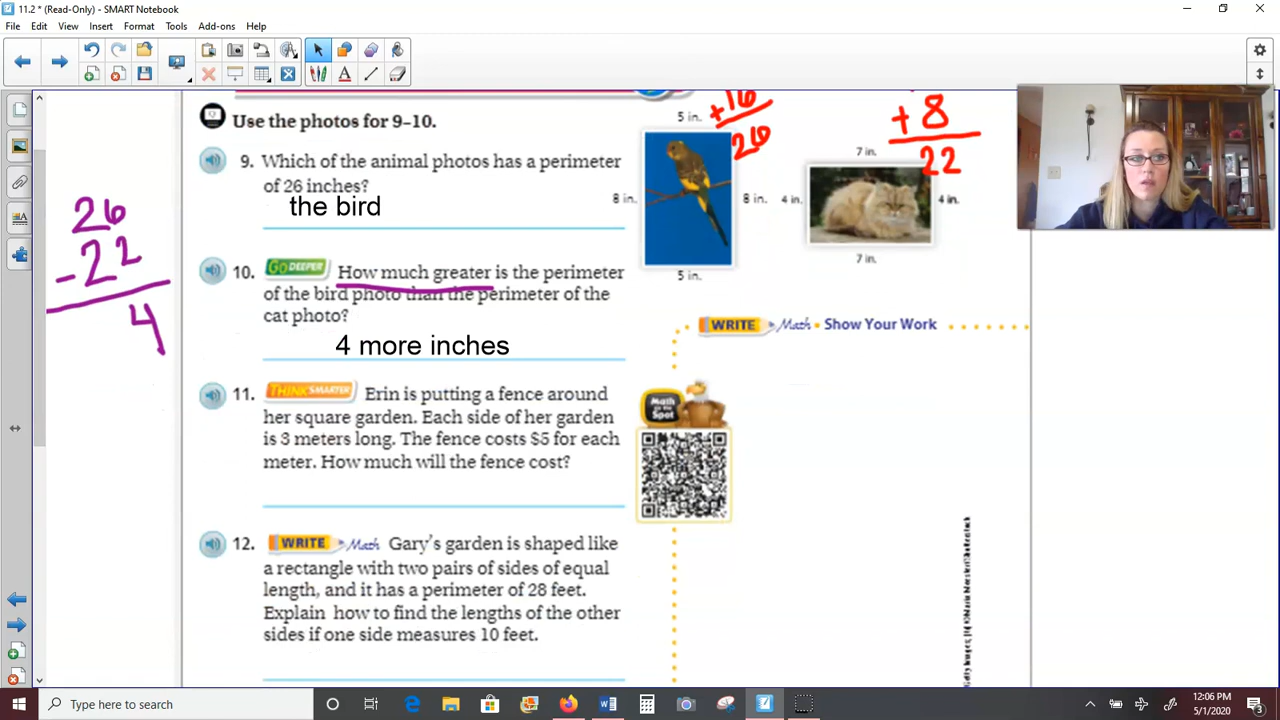 11.2 * (Read-Only) - SMART Notebook
File Edit View Insert Format Tools Add-ons Help
Use the photos for 9–10.
9. Which of the animal photos has a perimeter
of 26 inches?
the bird
10. GO DEEPER How much greater is the perimeter
of the bird photo than the perimeter of the
cat photo?
4 more inches
11. THINK SMARTER Erin is putting a fence around
her square garden. Each side of her garden
is 3 meters long. The fence costs $5 for each
meter. How much will the fence cost?
12. WRITE Math Gary's garden is shaped like
a rectangle with two pairs of sides of equal
length, and it has a perimeter of 28 feet.
Explain how to find the lengths of the other
sides if one side measures 10 feet.
26
-22
4
5 in.
8 in.
8 in.
5 in.
+16
26
7 in.
4 in.
4 in.
7 in.
+8
22
WRITE Math • Show Your Work
Math
on the
Spot
Type here to search
12:06 PM
5/1/2020